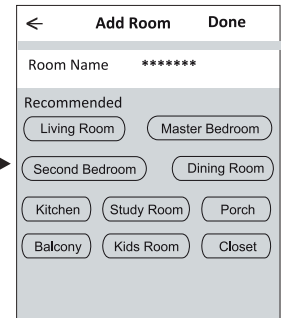 ← Add Room Done
Room Name *******
Recommended
Living Room Master Bedroom
Second Bedroom Dining Room
Kitchen Study Room Porch
Balcony Kids Room Closet